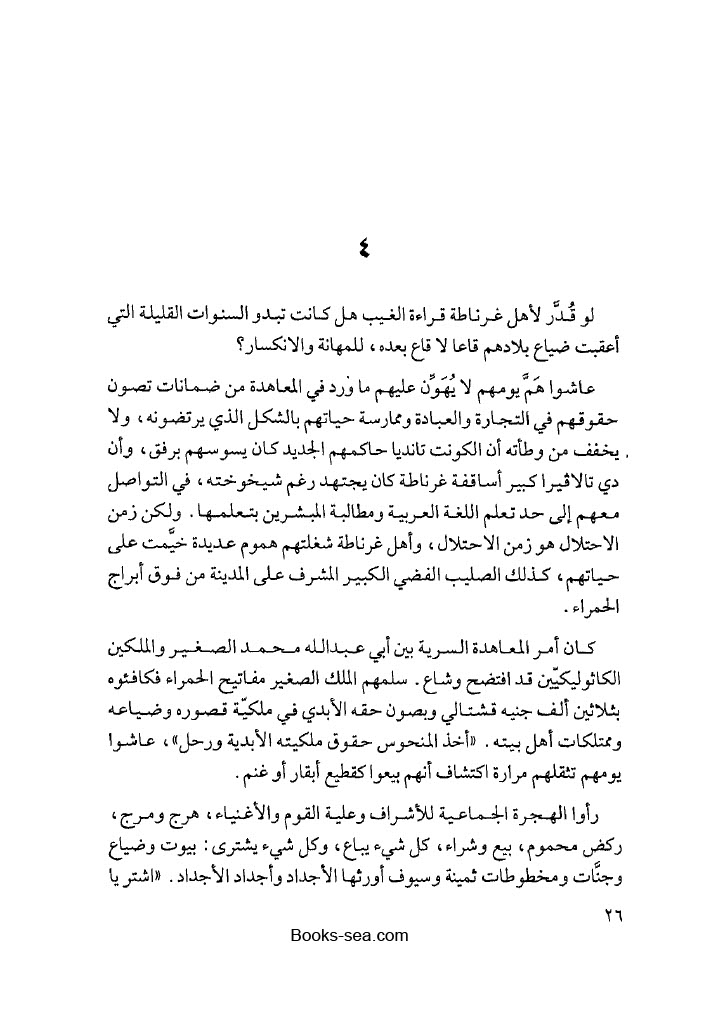 ٤
لو قُدَّر لأهل غرناطة قراءة الغيب هل كانت تبدو السنوات القليلة التي
أعقبت ضياع بلادهم قاعا لا قاع بعده، للمهانة والانكسار؟
عاشوا هَمَّ يومهم لا يُهَوِّن عليهم ما وَرد في المعاهدة من ضمانات تصون
حقوقهم في التجارة والعبادة وممارسة حياتهم بالشكل الذي يرتضونه، ولا
يخفف من وطأته أن الكونت تانديا حاكمهم الجديد كان يسوسهم برفق، وأن
دي تالاڤيرا كبير أساقفة غرناطة كان يجتهد رغم شيخوخته، في التواصل
معهم إلى حد تعلم اللغة العربية ومطالبة المبشرين بتعلمها. ولكن زمن
الاحتلال هو زمن الاحتلال، وأهل غرناطة شغلتهم هموم عديدة خيَّمت على
حياتهم، كذلك الصليب الفضي الكبير المشرف على المدينة من فوق أبراج
الحمراء.
كان أمر المعاهدة السرية بين أبي عبدالله محمد الصغير والملكين
الكاثوليكيّين قد افتضح وشاع. سلمهم الملك الصغير مفاتيح الحمراء فكافئوه
بثلاثين ألف جنيه قشتالي وبصون حقه الأبدي في ملكيّة قصوره وضياعه
وممتلكات أهل بيته. «أخذ المنحوس حقوق ملكيته الأبدية ورحل»، عاشوا
يومهم تثقلهم مرارة اكتشاف أنهم بيعوا كقطيع أبقار أو غنم.
رأوا الهجرة الجماعية للأشراف وعلية القوم والأغنياء، هرج ومرج،
ركض محموم، بيع وشراء، كل شيء يباع، وكل شيء يشترى: بيوت وضياع
وجنَّات ومخطوطات ثمينة وسيوف أورثها الأجداد وأجداد الأجداد. «اشتر يا
٢٦
Books-sea.com